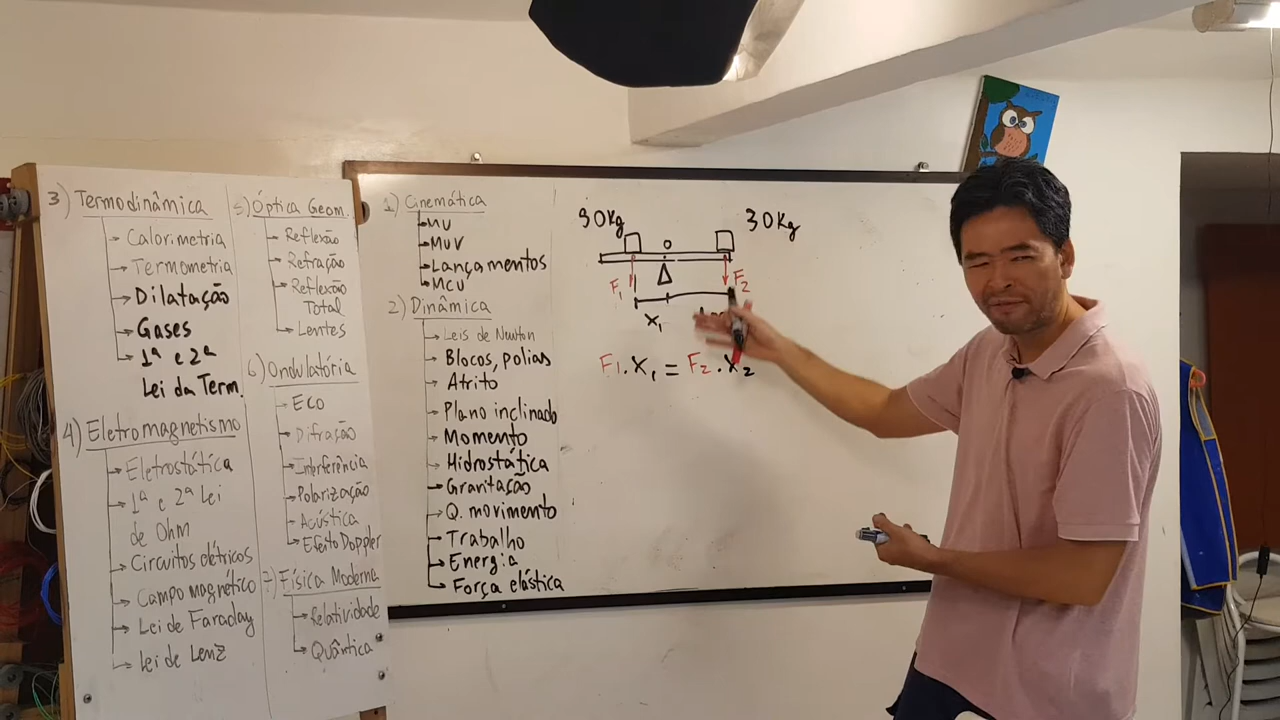 3) Termodinâmica
Calorimetria
Termometria
Dilatação
Gases
1ª e 2ª
Lei da Term.
4) Eletromagnetismo
Eletrostática
1ª e 2ª Lei
de Ohm
Circuitos elétricos
Campo magnético
Lei de Faraday
Lei de Lenz
5) Óptica Geom.
Reflexão
Refração
Reflexão
Total
Lentes
6) Ondulatória
Eco
Difração
Interferência
Polarização
Acústica
Efeito Doppler
7) Física Moderna
Relatividade
Quântica
1) Cinemática
MU
MUV
Lançamentos
MCU
2) Dinâmica
Leis de Newton
Blocos, polias
Atrito
Plano inclinado
Momento
Hidrostática
Gravitação
Q. movimento
Trabalho
Energia
Força elástica
90Kg 30Kg
F1 F2
X1
F1.X1 = F2.X2